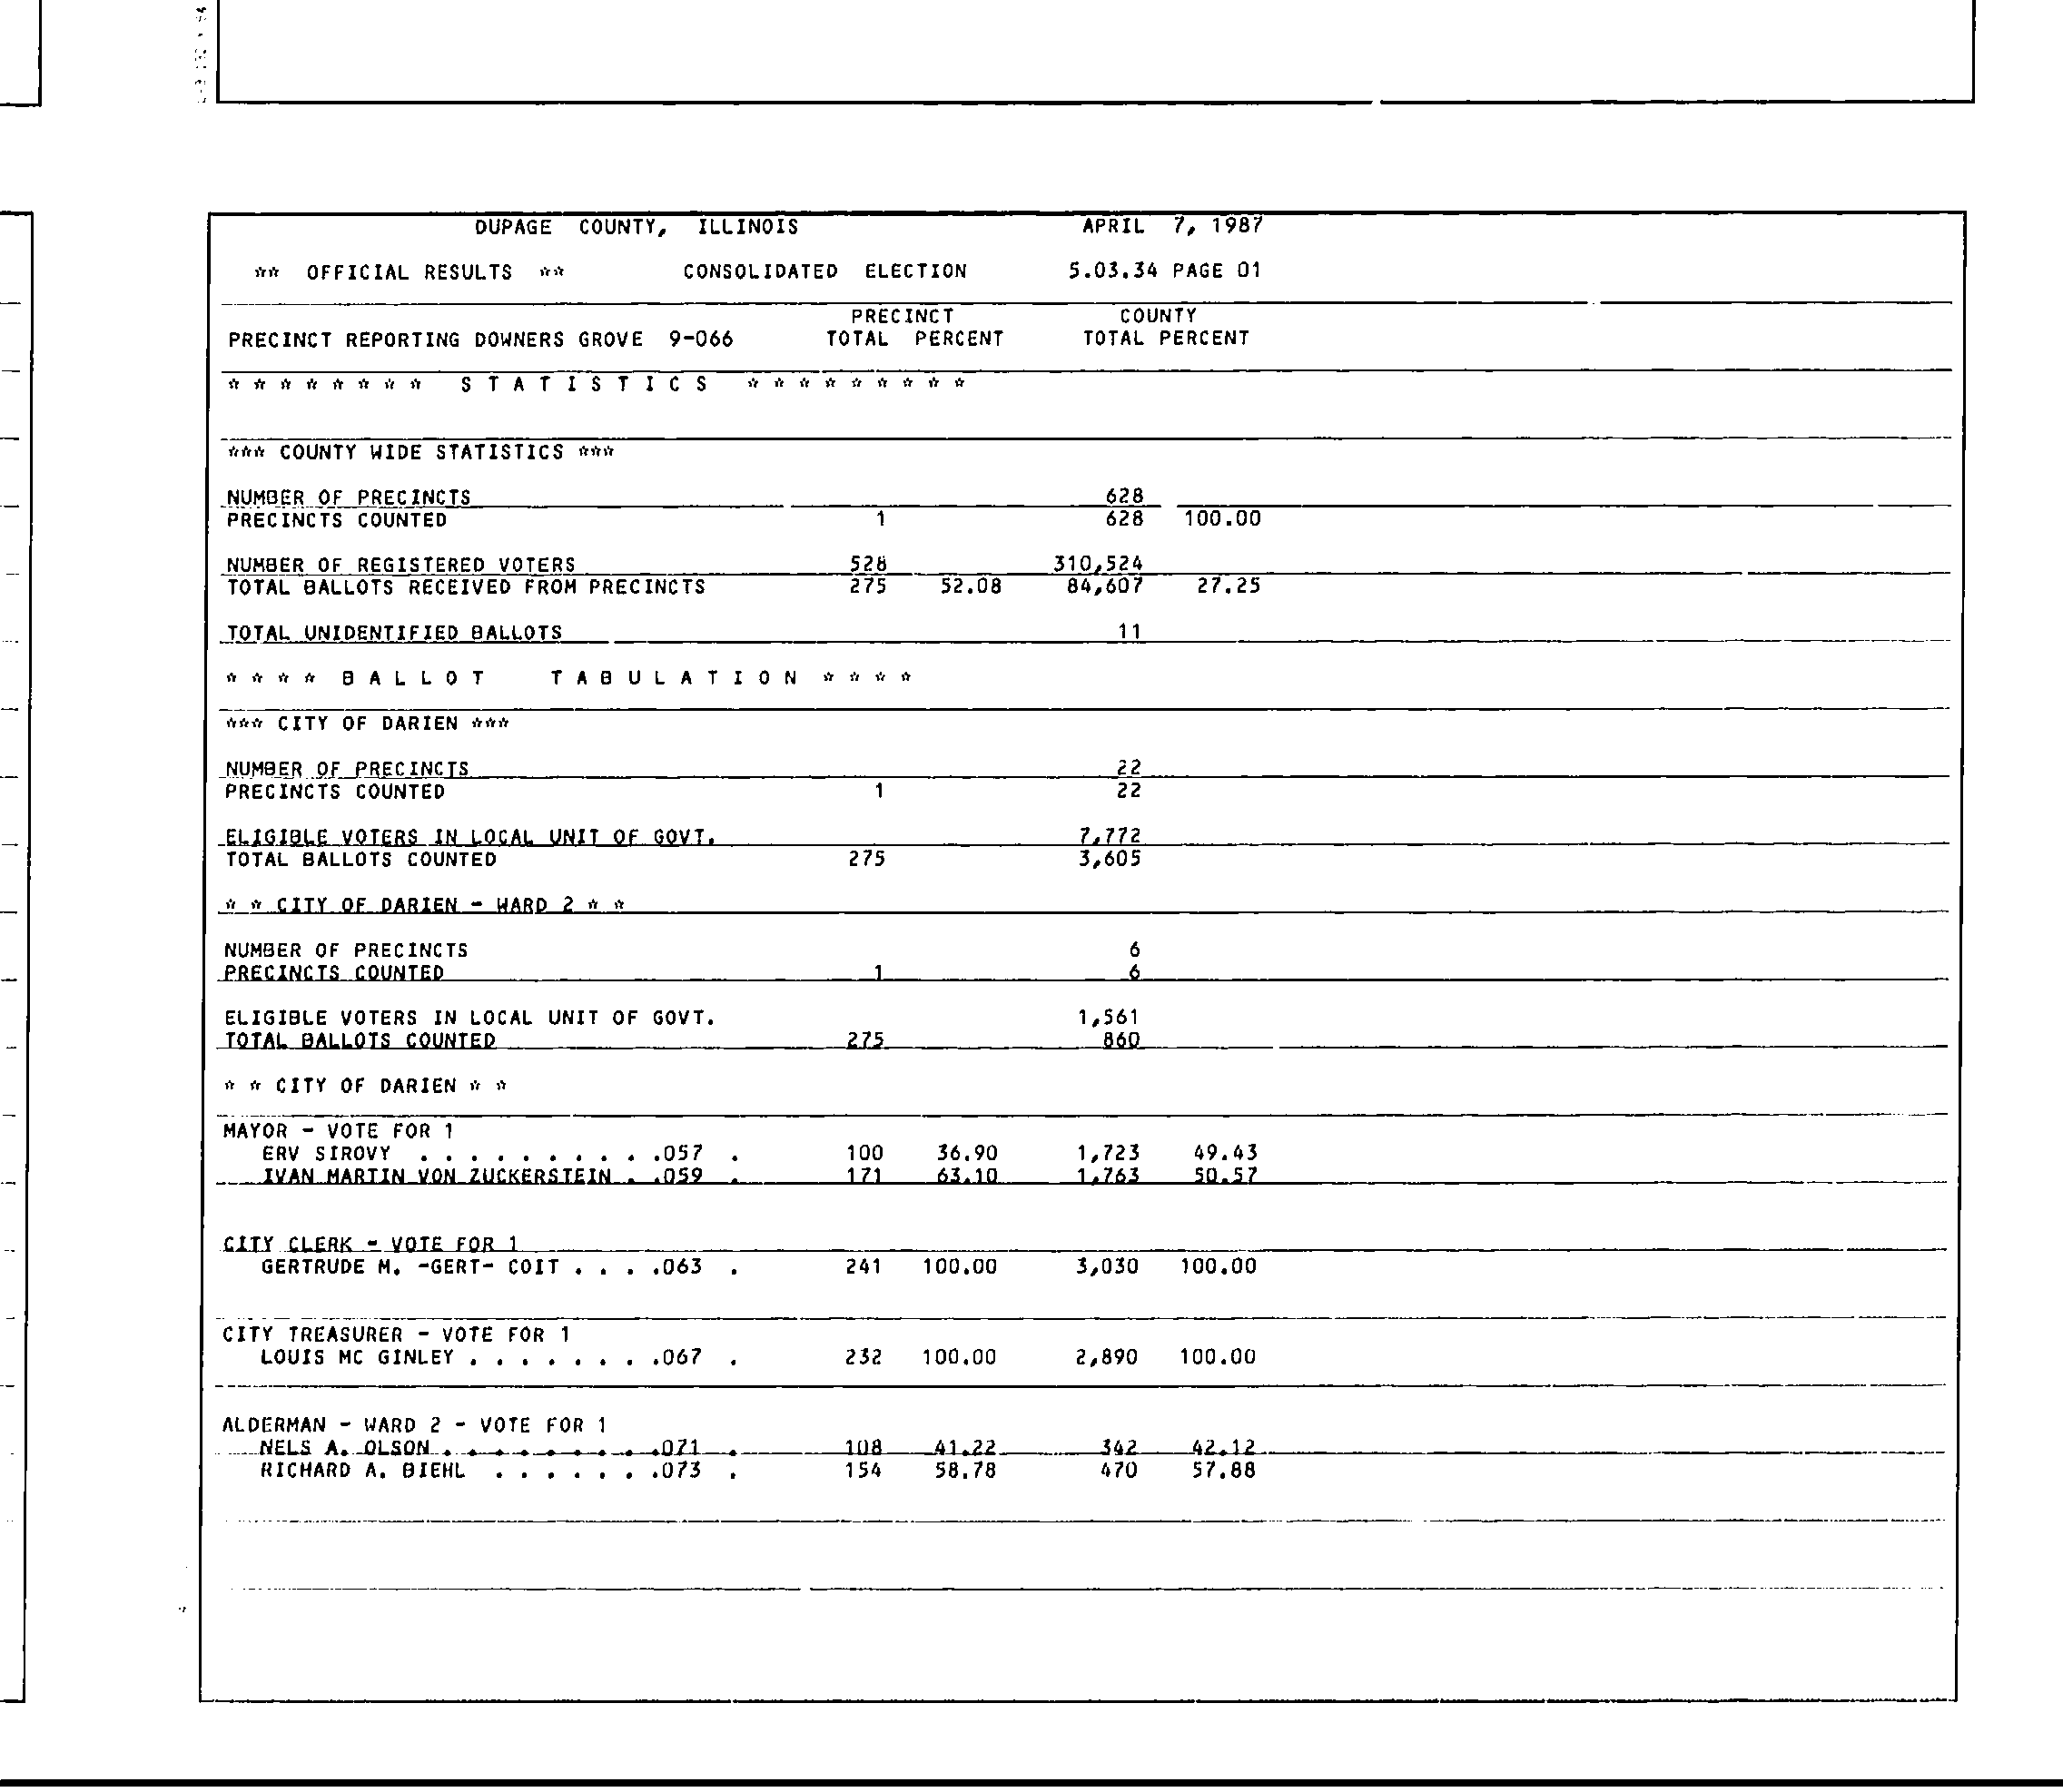 DUPAGE COUNTY, ILLINOIS APRIL 7, 1987
** OFFICIAL RESULTS ** CONSOLIDATED ELECTION 5.03.34 PAGE 01
PRECINCT COUNTY
PRECINCT REPORTING DOWNERS GROVE 9-066 TOTAL PERCENT TOTAL PERCENT
* * * * * * * * S T A T I S T I C S * * * * * * * * *
*** COUNTY WIDE STATISTICS ***
NUMBER OF PRECINCTS 628
PRECINCTS COUNTED 1 628 100.00
NUMBER OF REGISTERED VOTERS 528 310,524
TOTAL BALLOTS RECEIVED FROM PRECINCTS 275 52.08 84,607 27.25
TOTAL UNIDENTIFIED BALLOTS 11
* * * * B A L L O T T A B U L A T I O N * * * *
*** CITY OF DARIEN ***
NUMBER OF PRECINCTS 22
PRECINCTS COUNTED 1 22
ELIGIBLE VOTERS IN LOCAL UNIT OF GOVT. 7,772
TOTAL BALLOTS COUNTED 275 3,605
* * CITY OF DARIEN - WARD 2 * *
NUMBER OF PRECINCTS 6
PRECINCTS COUNTED 1 6
ELIGIBLE VOTERS IN LOCAL UNIT OF GOVT. 1,561
TOTAL BALLOTS COUNTED 275 860
* * CITY OF DARIEN * *
MAYOR - VOTE FOR 1
ERV SIROVY . . . . . . . . . .057 . 100 36.90 1,723 49.43
IVAN MARTIN VON ZUCKERSTEIN . .059 . 171 63.10 1,763 50.57
CITY CLERK - VOTE FOR 1
GERTRUDE M. -GERT- COIT . . . .063 . 241 100.00 3,030 100.00
CITY TREASURER - VOTE FOR 1
LOUIS MC GINLEY . . . . . . . .067 . 232 100.00 2,890 100.00
ALDERMAN - WARD 2 - VOTE FOR 1
NELS A. OLSON . . . . . . . . .071 . 108 41.22 342 42.12
RICHARD A. BIEHL . . . . . . .073 . 154 58.78 470 57.88